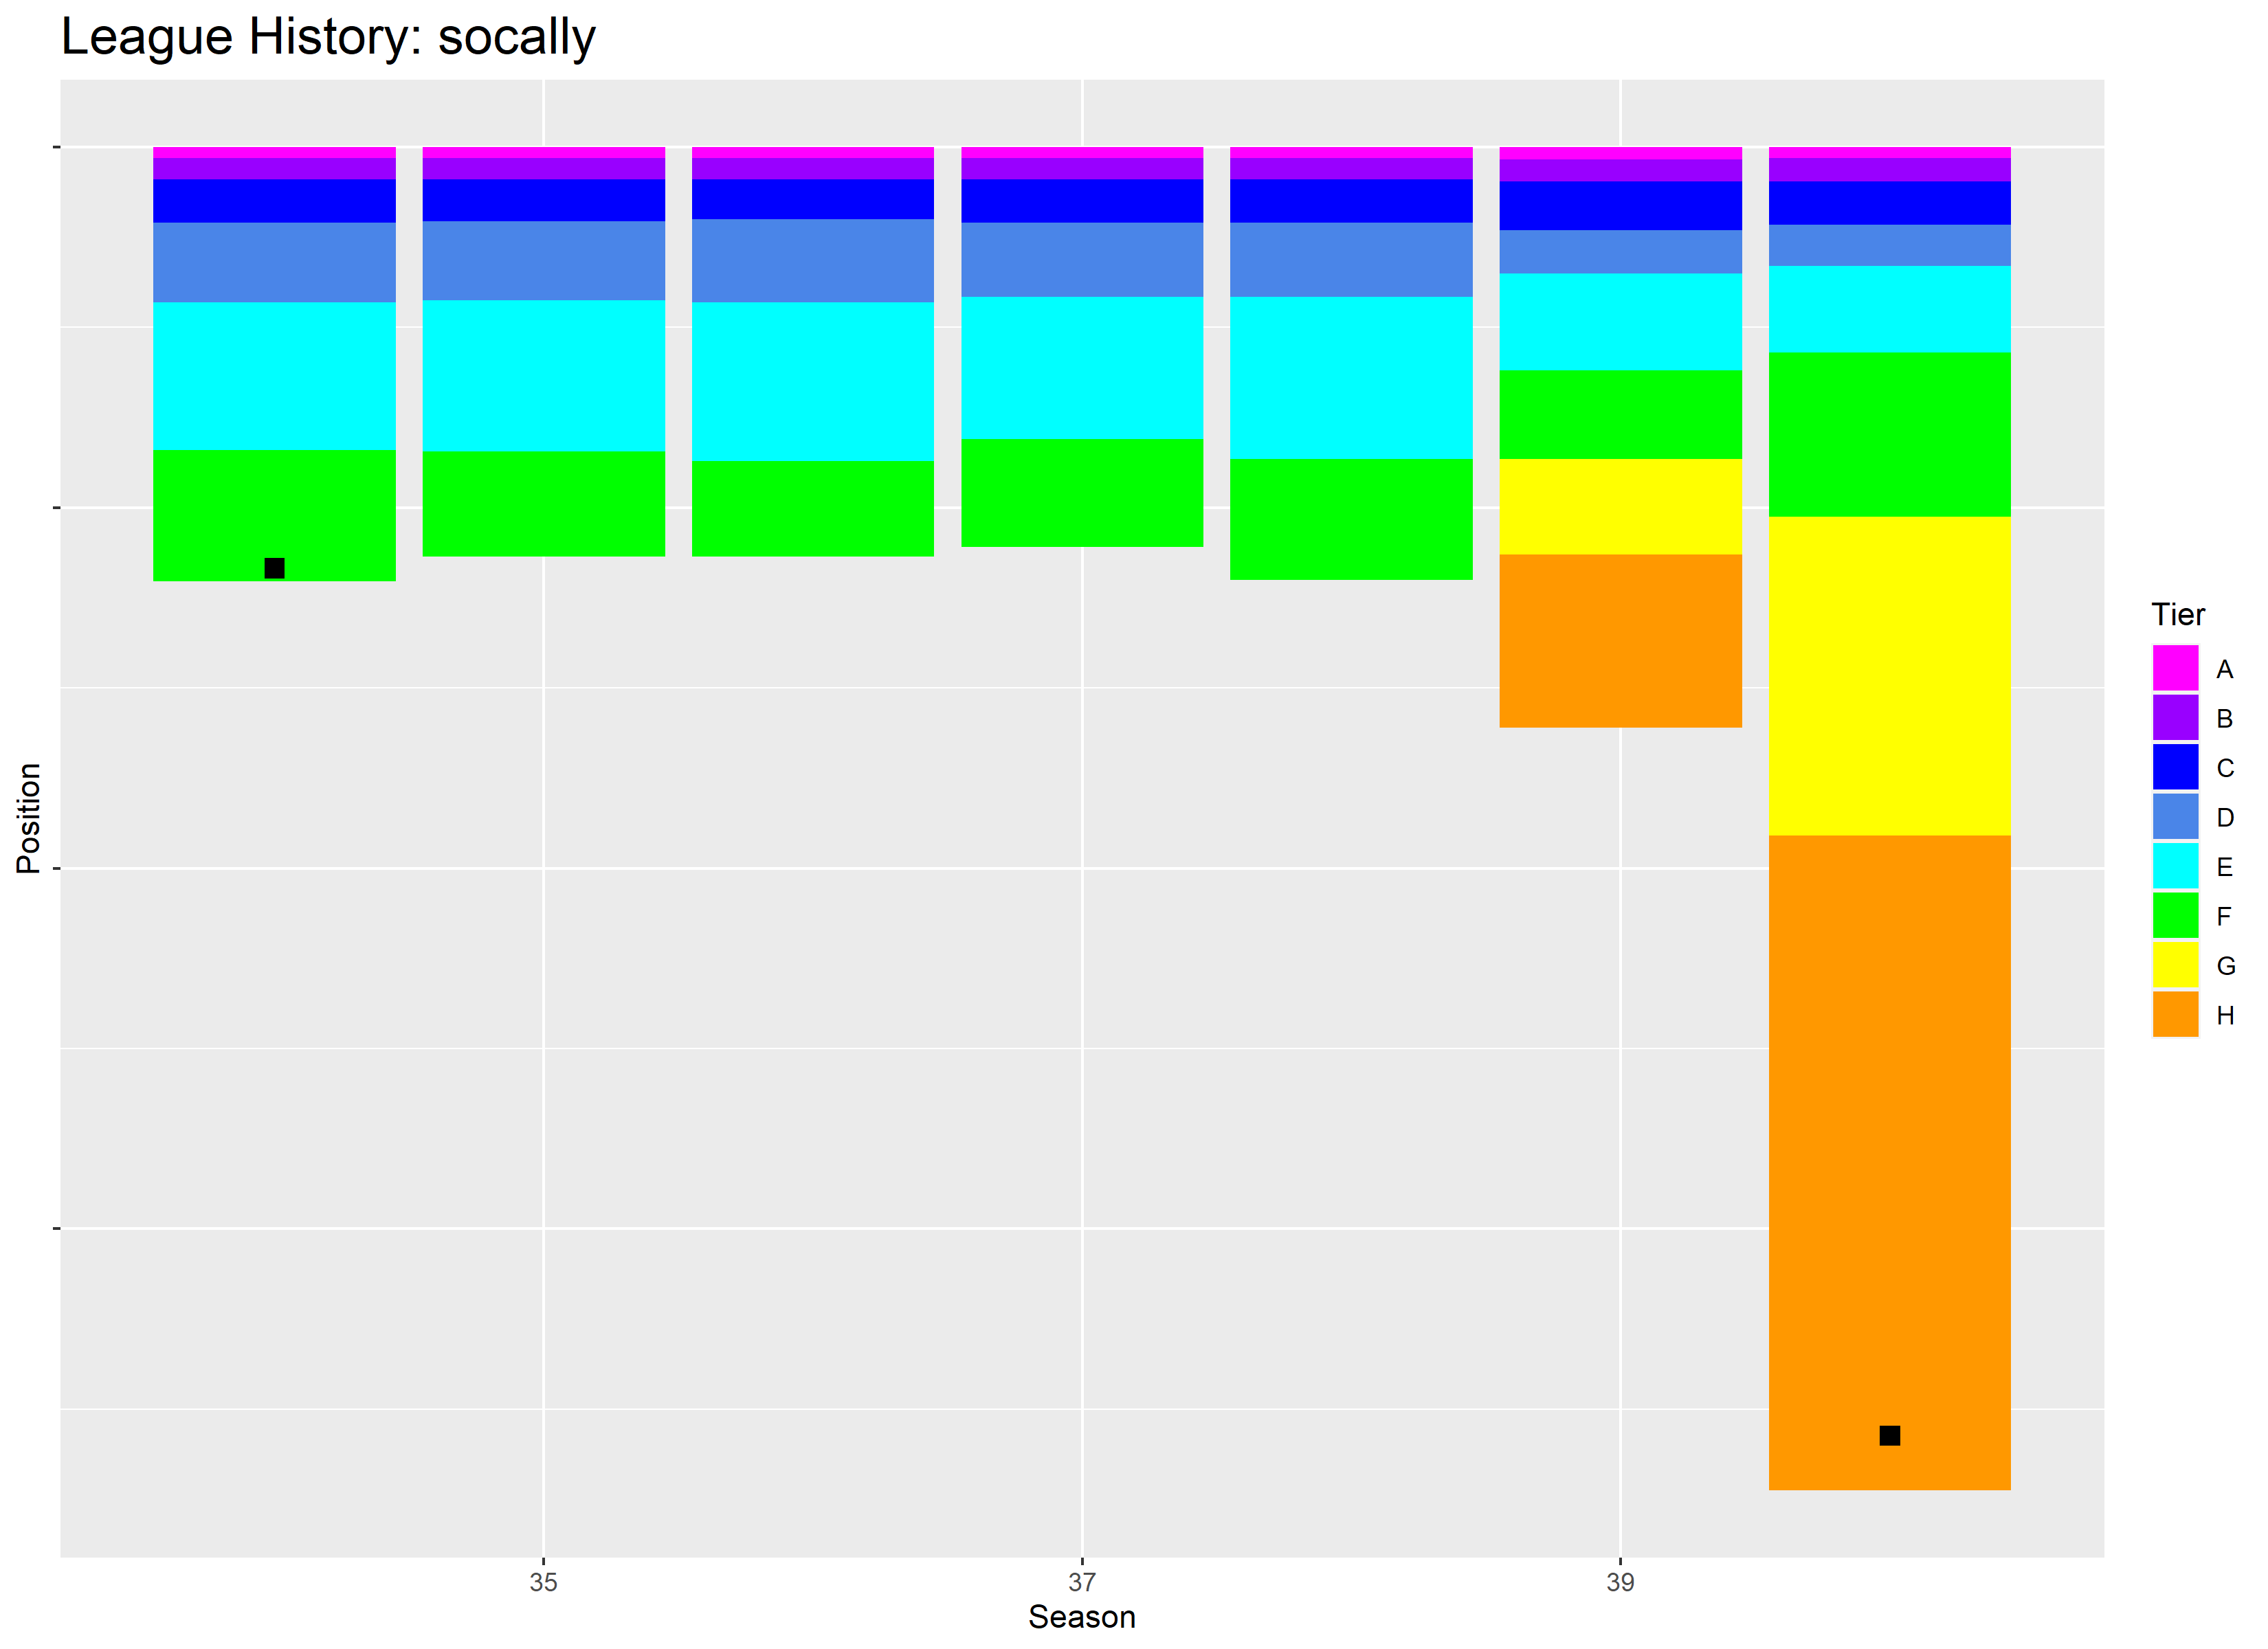 League History: socally
Position
Tier
A
B
C
D
E
F
G
H
35
37
39
Season